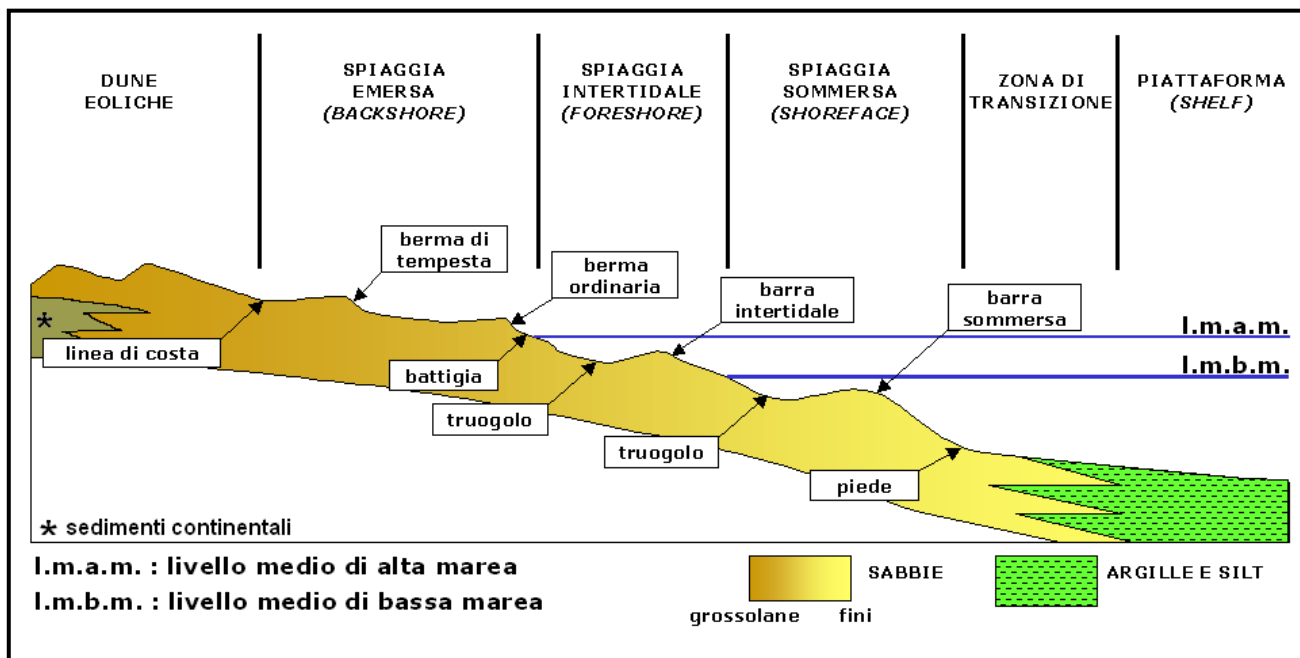 DUNE
EOLICHE
SPIAGGIA
EMERSA
(BACKSHORE)
SPIAGGIA
INTERTIDALE
(FORESHORE)
SPIAGGIA
SOMMERSA
(SHOREFACE)
ZONA DI
TRANSIZIONE
PIATTAFORMA
(SHELF)
berma di
tempesta
berma
ordinaria
barra
intertidale
barra
sommersa
l.m.a.m.
l.m.b.m.
*
linea di costa
battigia
truogolo
truogolo
piede
* sedimenti continentali
l.m.a.m. : livello medio di alta marea
l.m.b.m. : livello medio di bassa marea
SABBIE
grossolane fini
ARGILLE E SILT